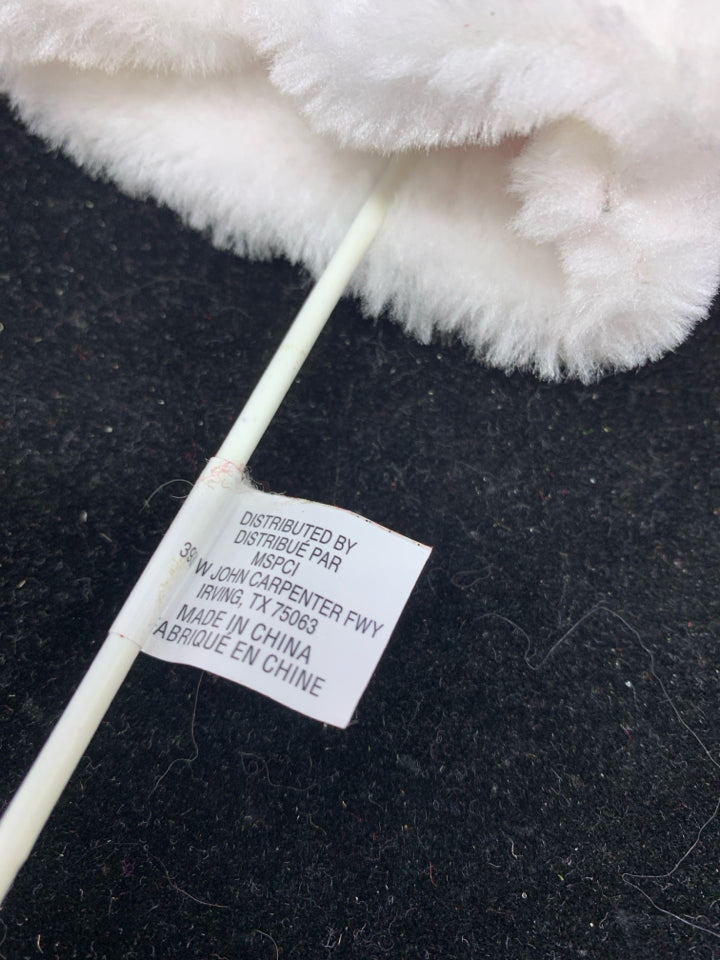 DISTRIBUTED BY
DISTRIBUÉ PAR
MSPCI
W JOHN CARPENTER FWY
IRVING, TX 75063
MADE IN CHINA
ABRIQUÉ EN CHINE